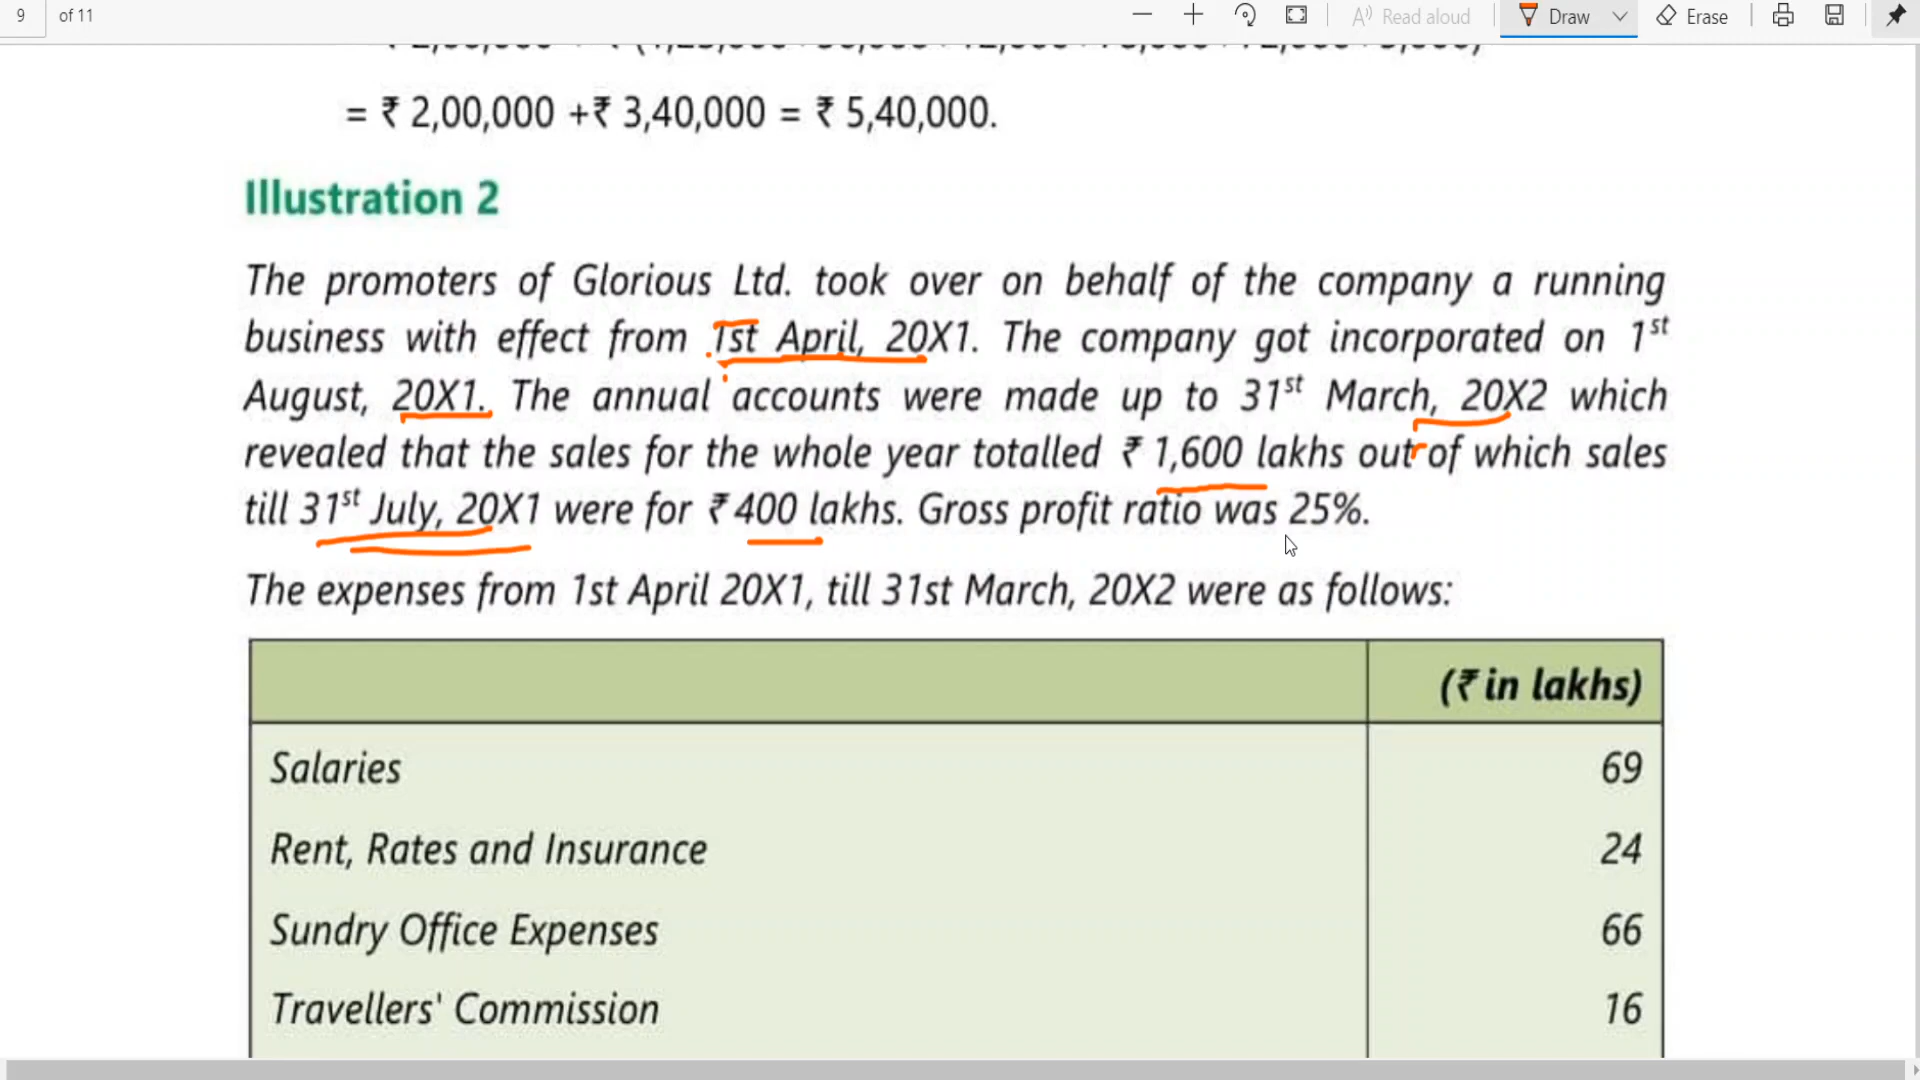 9 of 11
Read aloud
Draw
Erase
= ₹ 2,00,000 +₹ 3,40,000 = ₹ 5,40,000.
Illustration 2
The promoters of Glorious Ltd. took over on behalf of the company a running
business with effect from 1st April, 20X1. The company got incorporated on 1st
August, 20X1. The annual accounts were made up to 31st March, 20X2 which
revealed that the sales for the whole year totalled ₹ 1,600 lakhs out of which sales
till 31st July, 20X1 were for ₹ 400 lakhs. Gross profit ratio was 25%.
The expenses from 1st April 20X1, till 31st March, 20X2 were as follows:
(₹ in lakhs)
Salaries 69
Rent, Rates and Insurance 24
Sundry Office Expenses 66
Travellers' Commission 16